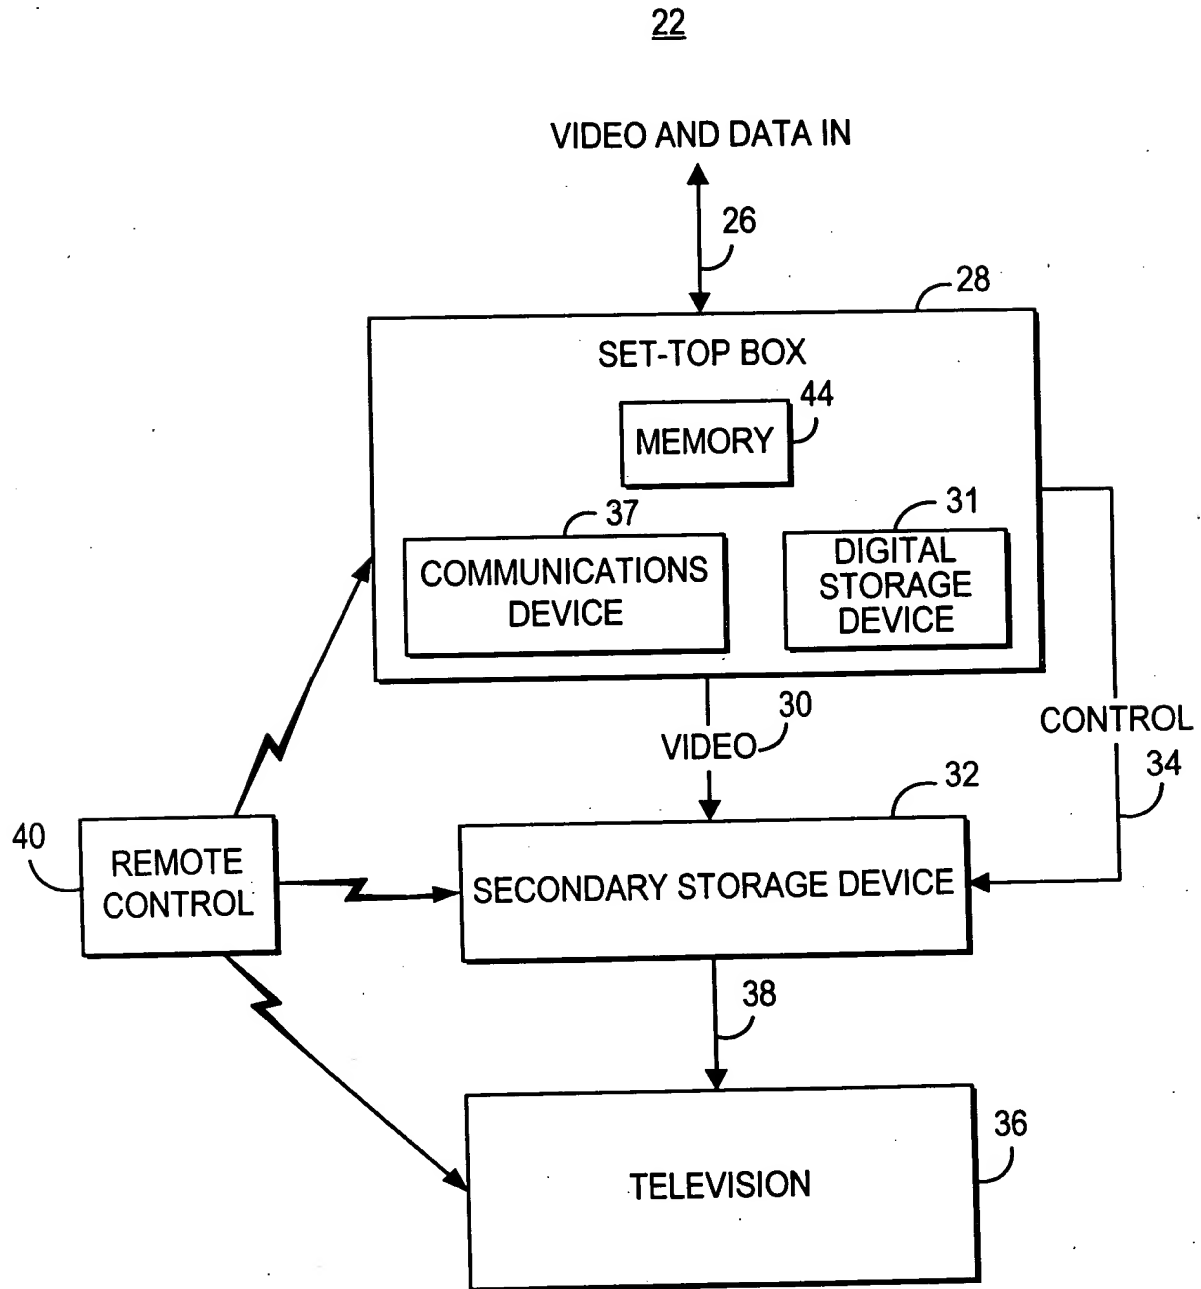 22
VIDEO AND DATA IN
26
28
SET-TOP BOX
44
MEMORY
37
31
COMMUNICATIONS
DEVICE
DIGITAL
STORAGE
DEVICE
30
VIDEO
CONTROL
34
32
40
REMOTE
CONTROL
SECONDARY STORAGE DEVICE
38
36
TELEVISION